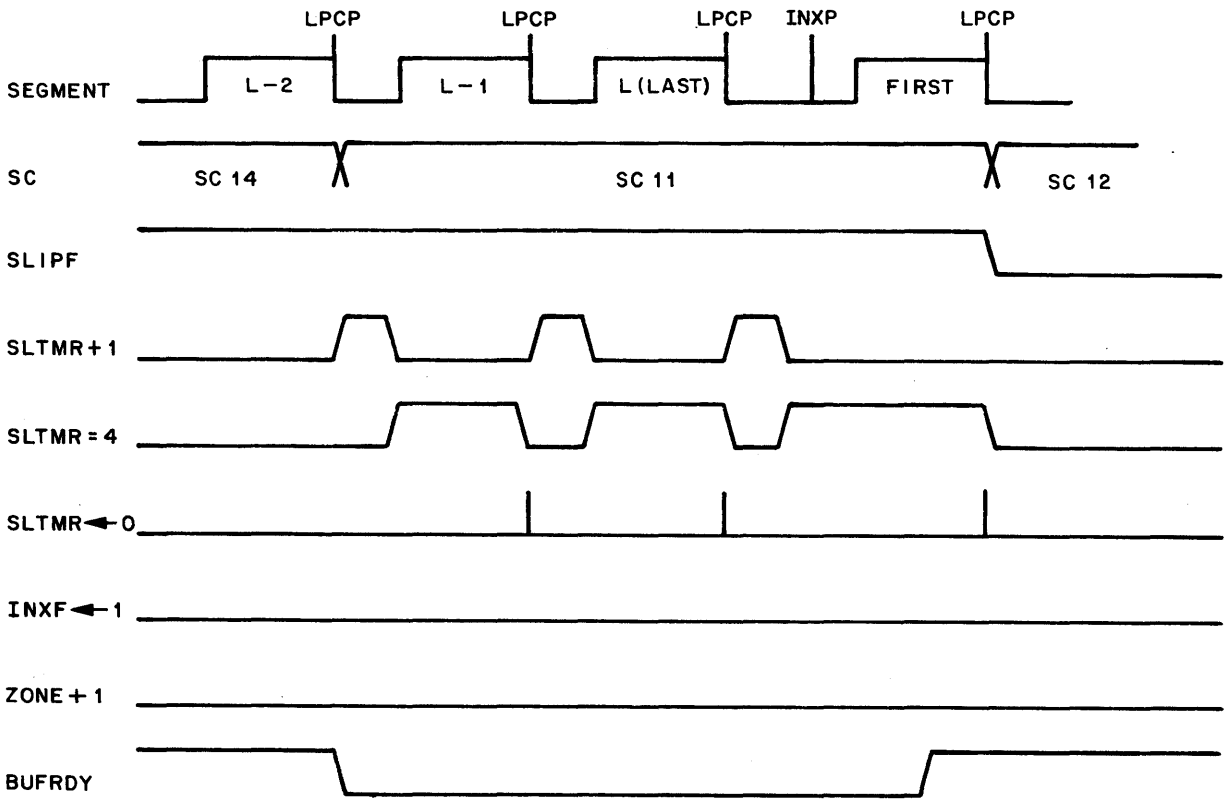 LPCP LPCP LPCP INXP LPCP
SEGMENT L-2 L-1 L(LAST) FIRST
SC SC 14 SC 11 SC 12
SLIPF
SLTMR+1
SLTMR=4
SLTMR←0
INXF←1
ZONE+1
BUFRDY